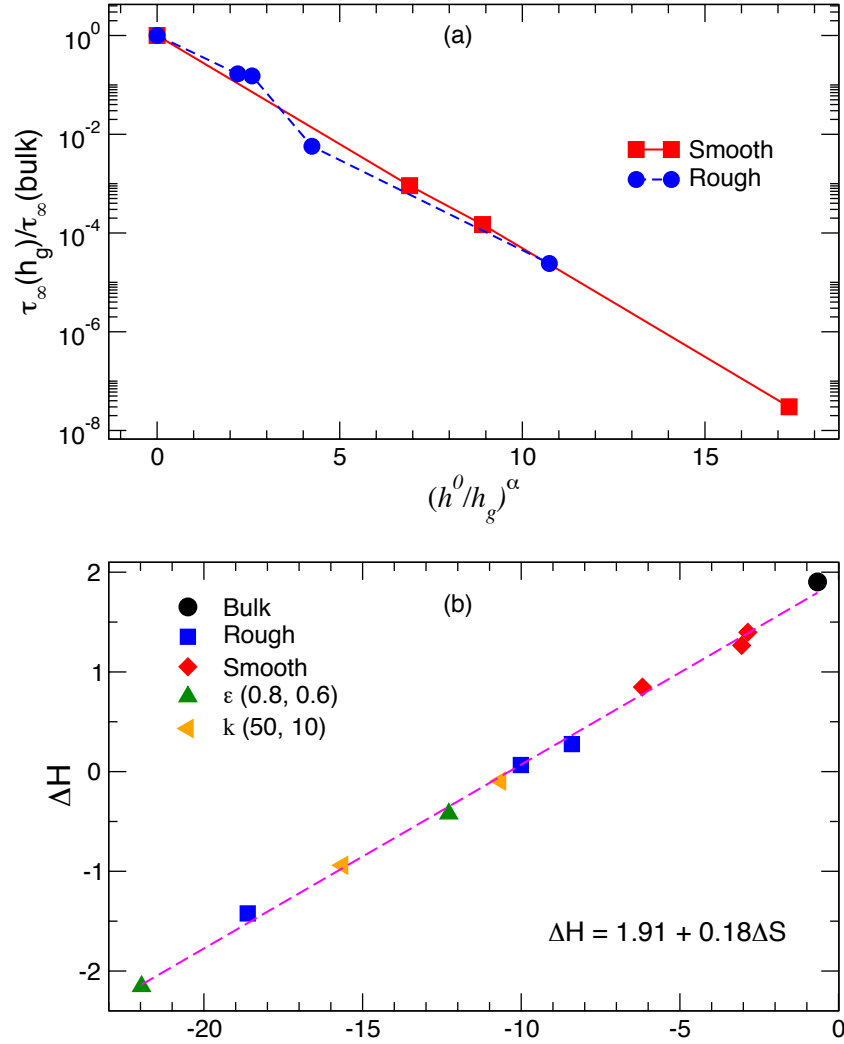 (a)
10^0
10^-2
10^-4
10^-6
10^-8
τ∞(h_g)/τ∞(bulk)
Smooth
Rough
0 5 10 15
(h^0/h_g)^α
(b)
2
1
0
-1
-2
ΔH
Bulk
Rough
Smooth
ε (0.8, 0.6)
k (50, 10)
ΔH = 1.91 + 0.18ΔS
-20 -15 -10 -5 0